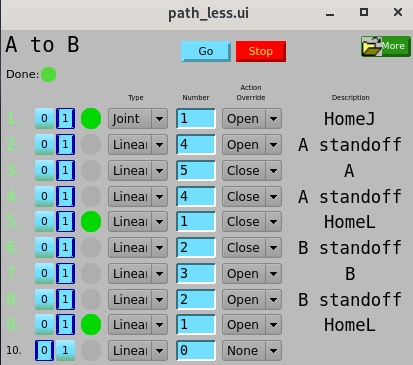 path_less.ui
A to B
Go Stop More
Done:
Type Number Action Override Description
1. 0 1 Joint 1 Open HomeJ
2. 0 1 Linear 4 Open A standoff
3. 0 1 Linear 5 Close A
4. 0 1 Linear 4 Close A standoff
5. 0 1 Linear 1 Close HomeL
6. 0 1 Linear 2 Close B standoff
7. 0 1 Linear 3 Open B
8. 0 1 Linear 2 Open B standoff
9. 0 1 Linear 1 Open HomeL
10. 0 1 Linear 0 None